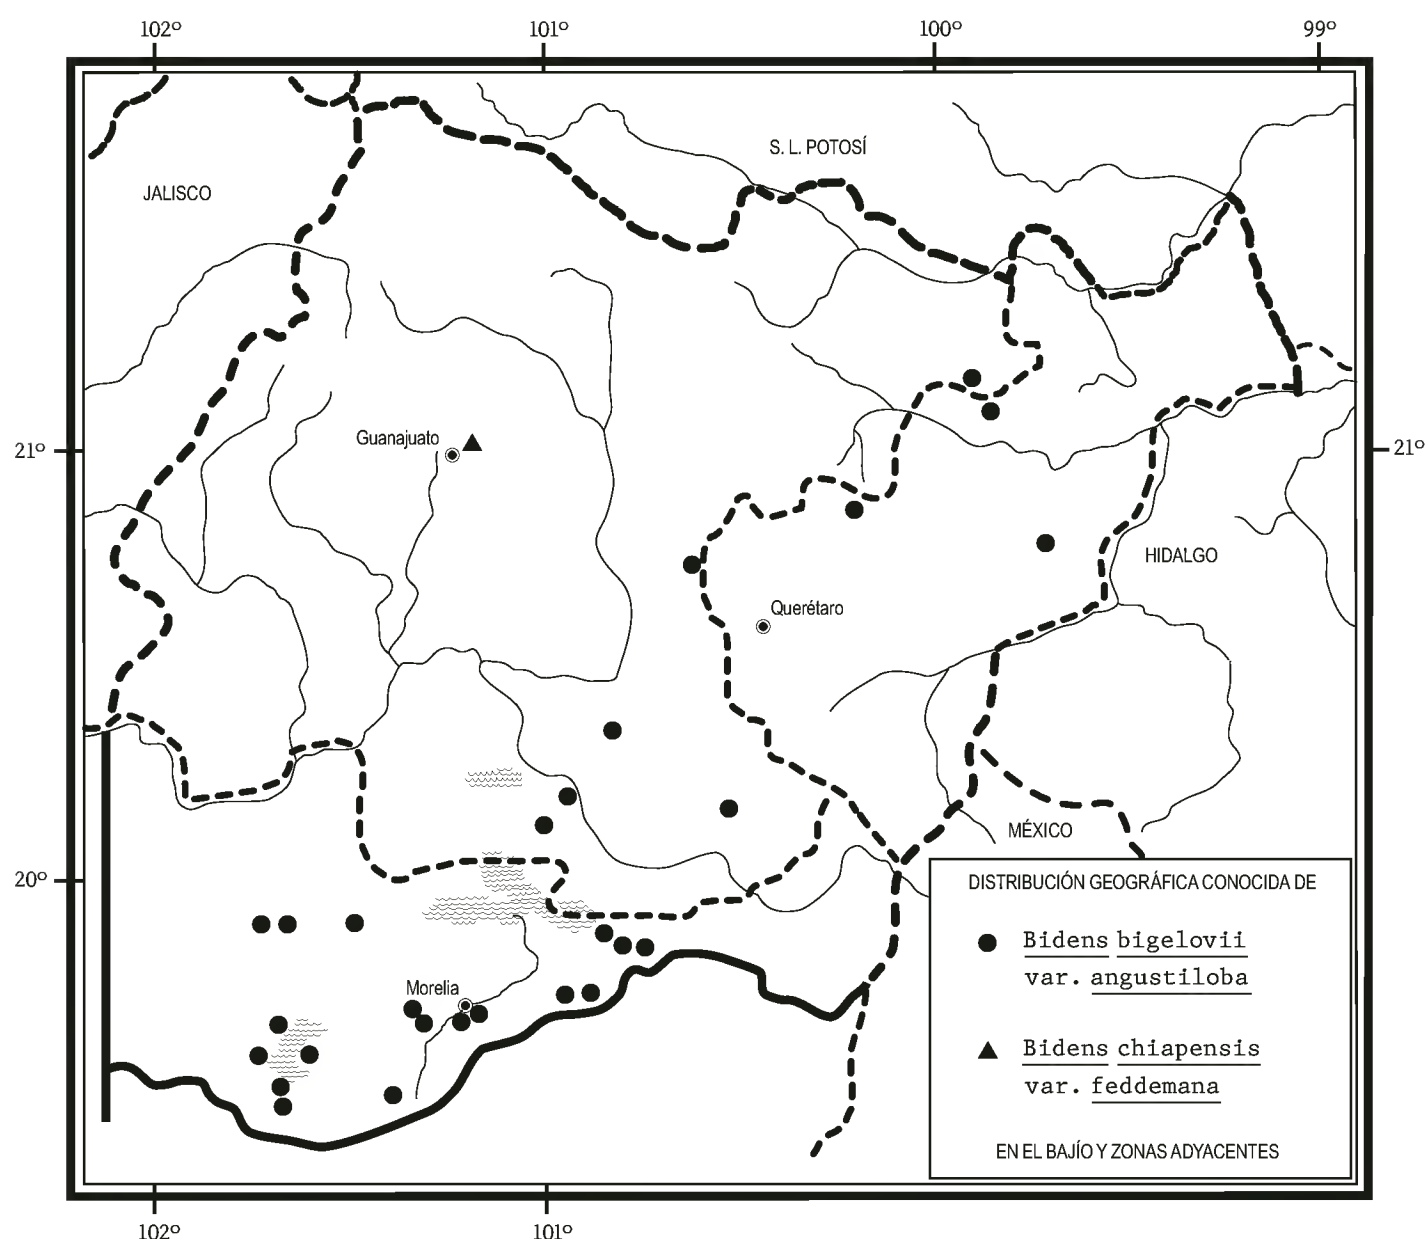 102º 101º 100º 99º
S. L. POTOSÍ
JALISCO
Guanajuato
21º 21º
HIDALGO
Querétaro
MÉXICO
20º
DISTRIBUCIÓN GEOGRÁFICA CONOCIDA DE
Bidens bigelovii
var. angustiloba
Morelia
Bidens chiapensis
var. feddemana
EN EL BAJÍO Y ZONAS ADYACENTES
102º 101º